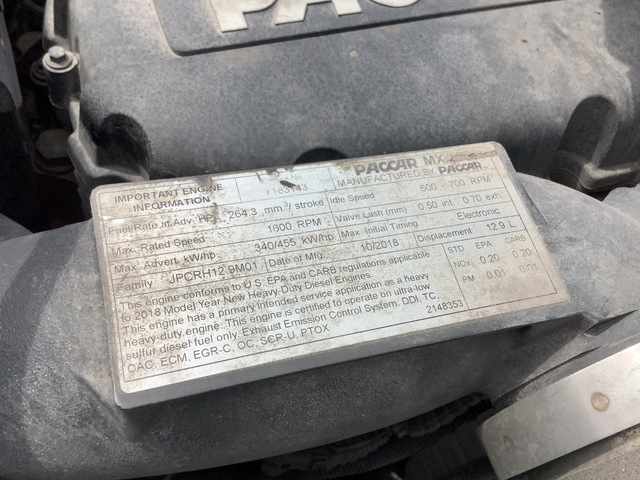 PACCAR
IMPORTANT ENGINE INFORMATION
PACCAR MX
MANUFACTURED BY PACCAR
Fuel Rate at Adv. HP 264.3 mm³/ stroke Idle Speed 600 - 700 RPM
Max. Rated Speed 1600 RPM Valve Lash (mm) 0.50 int 0.70 exh.
Max. Advert. kW/hp 340/455 kW/hp Max. Initial Timing Electronic
Family JPCRH12.9M01 Date of Mfg. 10/2018 Displacement 12.9 L
This engine conforms to U.S. EPA and CARB regulations applicable
to 2018 Model Year New Heavy-Duty Diesel Engines.
This engine has a primary intended service application as a heavy
heavy-duty engine. This engine is certified to operate on ultra-low
sulfur diesel fuel only. Exhaust Emission Control System: DDI, TC,
CAC, ECM, EGR-C, OC, SCR-U, PTOX
STD EPA CARB
NOx 0.20 0.20
PM 0.01 0.01
2148353